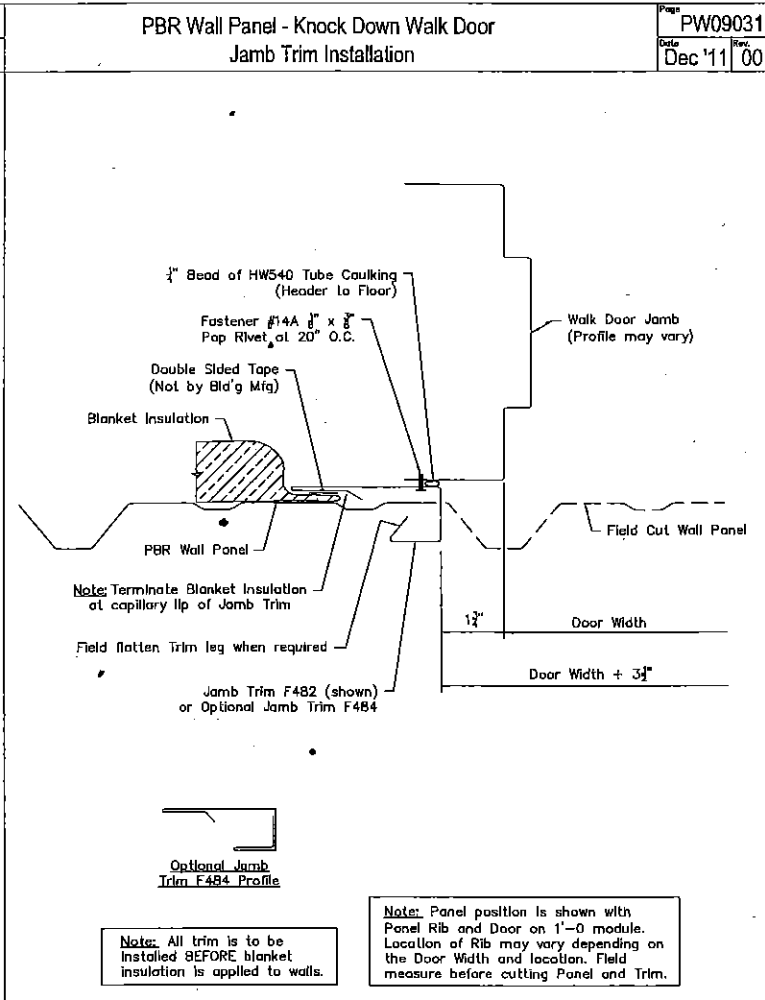 PBR Wall Panel - Knock Down Walk Door
Jamb Trim Installation
Page
PW09031
Date
Dec '11
Rev.
00
Bead of HW540 Tube Caulking
(Header to Floor)
Fastener #14A x
Pop Rivet at 20" O.C.
Double Sided Tape
(Not by Bld'g Mfg)
Blanket Insulation
Walk Door Jamb
(Profile may vary)
PBR Wall Panel
Field Cut Wall Panel
Note: Terminate Blanket Insulation
at capillary lip of Jamb Trim
Field flatten Trim leg when required
Jamb Trim F482 (shown)
or Optional Jamb Trim F484
1¾"
Door Width
Door Width + 3½"
Optional Jamb
Trim F484 Profile
Note: All trim is to be
installed BEFORE blanket
insulation is applied to walls.
Note: Panel position is shown with
Panel Rib and Door on 1'-0 module.
Location of Rib may vary depending on
the Door Width and location. Field
measure before cutting Panel and Trim.